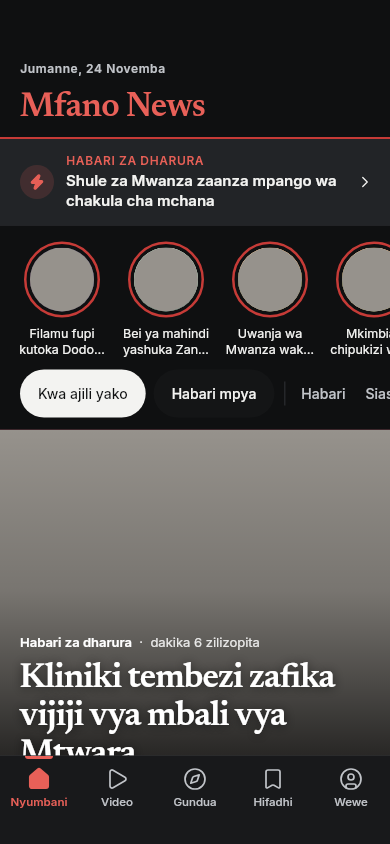 Jumanne, 24 Novemba
Mfano News
HABARI ZA DHARURA
Shule za Mwanza zaanza mpango wa
chakula cha mchana
Filamu fupi
kutoka Dodo...
Bei ya mahindi
yashuka Zan...
Uwanja wa
Mwanza wak...
Mkimbia
chipukizi w
Kwa ajili yako
Habari mpya
Habari
Sias
Habari za dharura · dakika 6 zilizopita
Kliniki tembezi zafika
vijiji vya mbali vya
Mtwara
Nyumbani
Video
Gundua
Hifadhi
Wewe